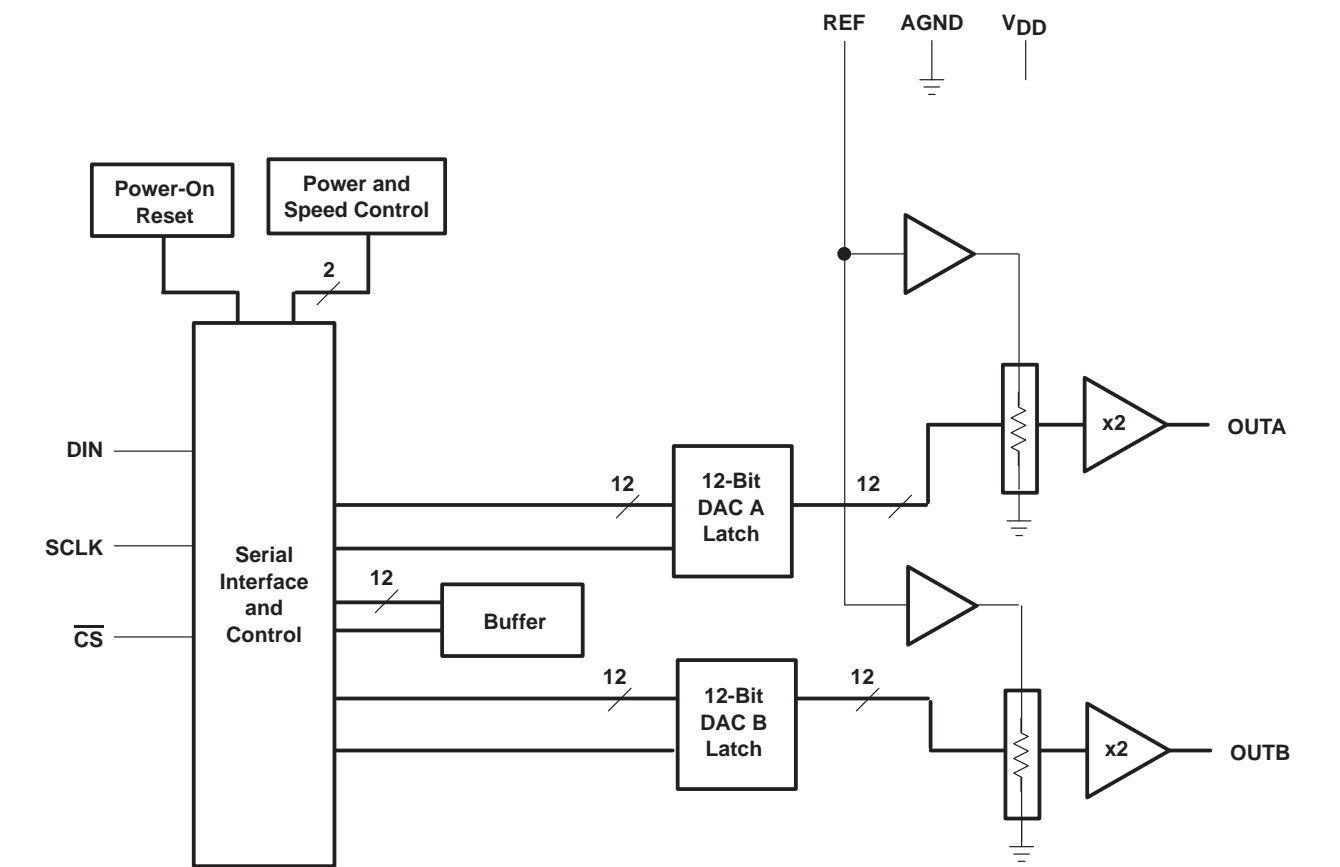 REF AGND VDD
Power-On
Reset
Power and
Speed Control
2
x2
OUTA
DIN
12
12-Bit
DAC A
Latch
12
SCLK
Serial
Interface
and
Control
12
Buffer
CS
12
12-Bit
DAC B
Latch
12
x2
OUTB